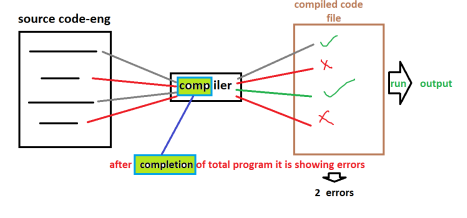 source code-eng
compiled code
file
compiler
run
output
after completion of total program it is showing errors
2 errors